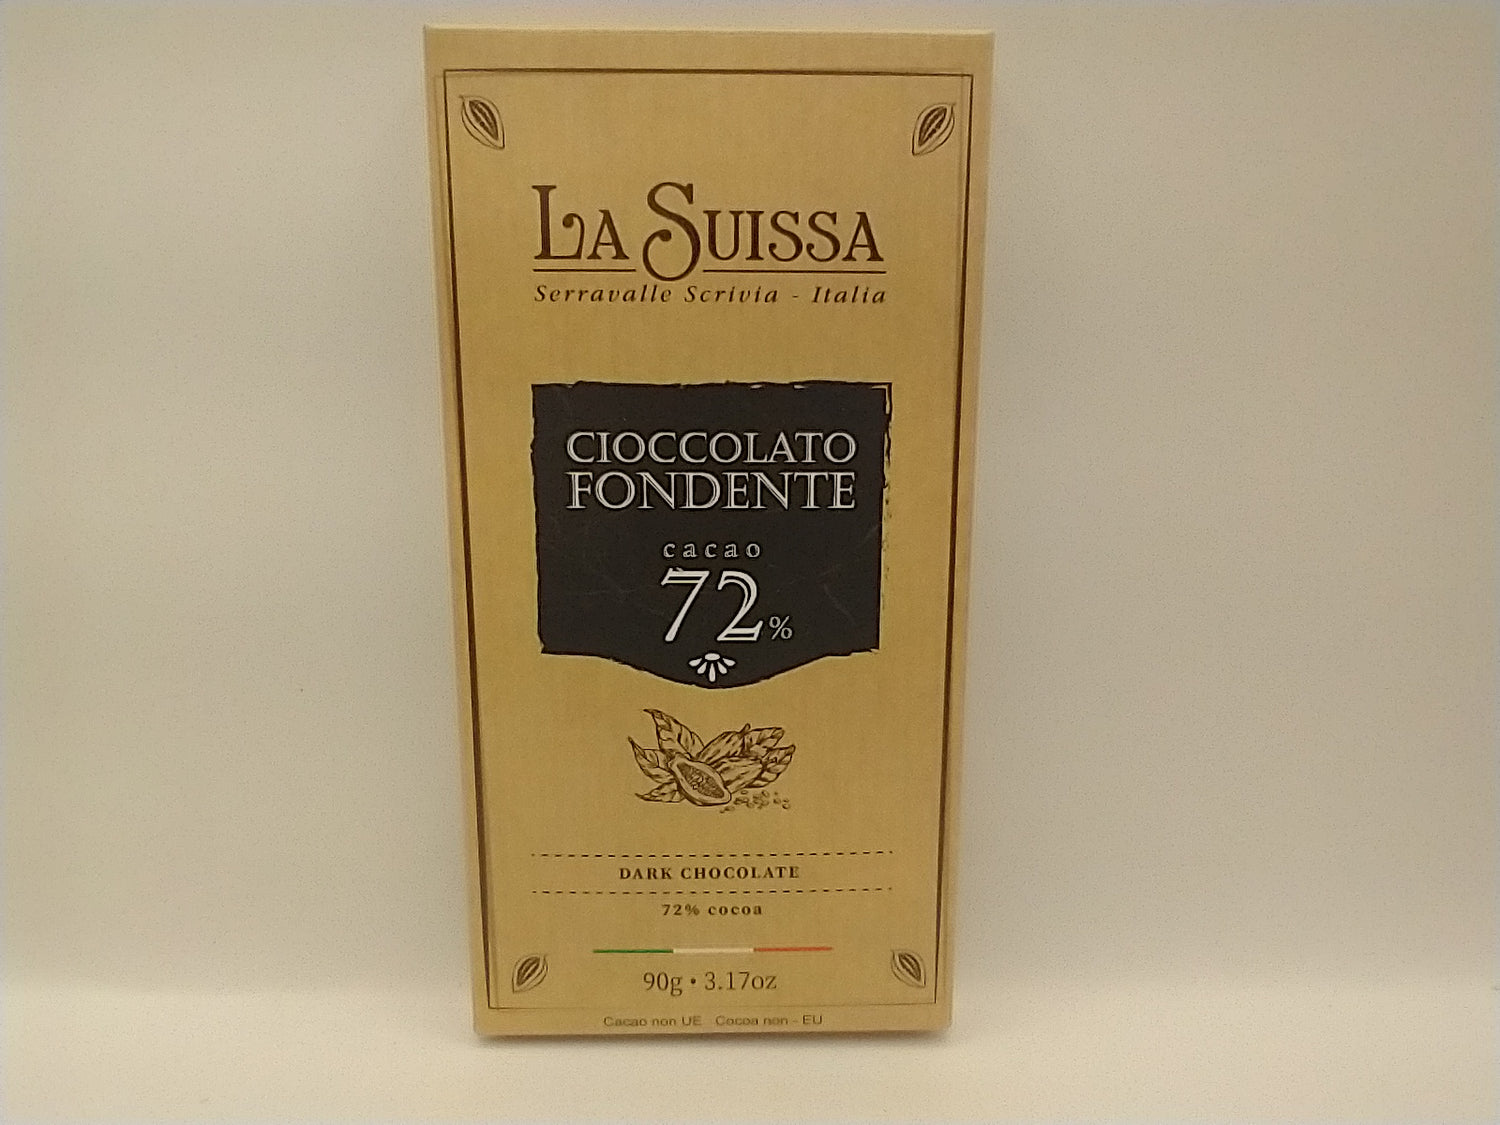 LA SUISSA
Serravalle Scrivia - Italia
CIOCCOLATO
FONDENTE
cacao
72%
DARK CHOCOLATE
72% cocoa
90g • 3.17oz
Cacao non UE Cocoa non - EU